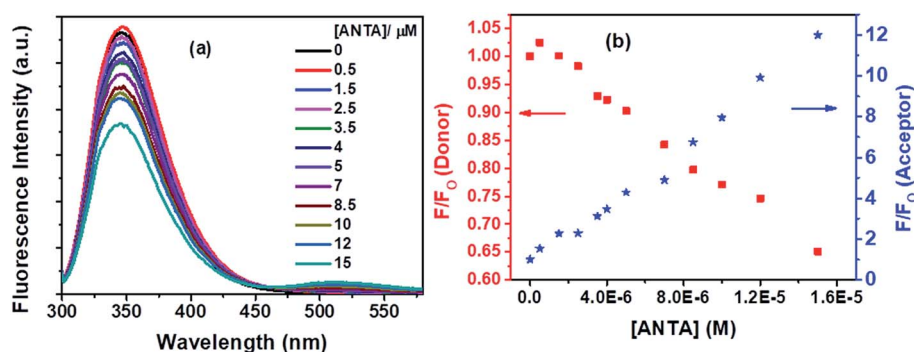 (a)
[ANTA]/ μM
0
0.5
1.5
2.5
3.5
4
5
7
8.5
10
12
15
Fluorescence Intensity (a.u.)
300 350 400 450 500 550
Wavelength (nm)
(b)
1.05
1.00
0.95
0.90
0.85
0.80
0.75
0.70
0.65
0.60
F/FO (Donor)
12
10
8
6
4
2
0
F/FO (Acceptor)
0.0 4.0E-6 8.0E-6 1.2E-5 1.6E-5
[ANTA] (M)